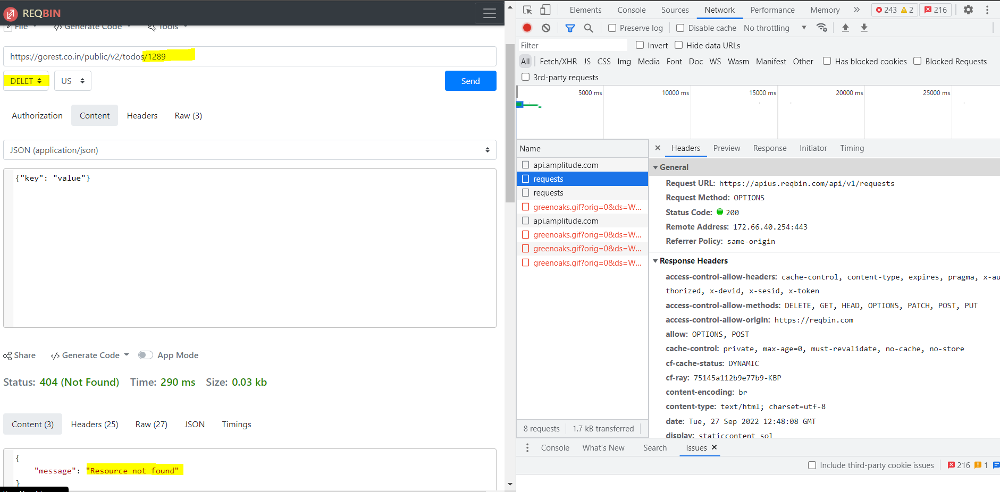 REQBIN
File
</> Generate Code
Tools
https://gorest.co.in/public/v2/todos/1289
DELET
US
Send
Authorization
Content
Headers
Raw (3)
JSON (application/json)
{"key": "value"}
Share
</> Generate Code
App Mode
Status: 404 (Not Found) Time: 290 ms Size: 0.03 kb
Content (3)
Headers (25)
Raw (27)
JSON
Timings
{
"message": "Resource not found"
}
Elements
Console
Sources
Network
Performance
Memory
243
2
216
Preserve log
Disable cache
No throttling
Filter
Invert
Hide data URLs
All
Fetch/XHR
JS
CSS
Img
Media
Font
Doc
WS
Wasm
Manifest
Other
Has blocked cookies
Blocked Requests
3rd-party requests
5000 ms
10000 ms
15000 ms
20000 ms
25000 ms
Name
api.amplitude.com
requests
requests
greenoaks.gif?orig=0&ds=W...
api.amplitude.com
greenoaks.gif?orig=0&ds=W...
greenoaks.gif?orig=0&ds=W...
greenoaks.gif?orig=0&ds=W...
8 requests
1.7 kB transferred
Headers
Preview
Response
Initiator
Timing
General
Request URL: https://apius.reqbin.com/api/v1/requests
Request Method: OPTIONS
Status Code: 200
Remote Address: 172.66.40.254:443
Referrer Policy: same-origin
Response Headers
access-control-allow-headers: cache-control, content-type, expires, pragma, x-au
thorized, x-devid, x-sesid, x-token
access-control-allow-methods: DELETE, GET, HEAD, OPTIONS, PATCH, POST, PUT
access-control-allow-origin: https://reqbin.com
allow: OPTIONS, POST
cache-control: private, max-age=0, must-revalidate, no-cache, no-store
cf-cache-status: DYNAMIC
cf-ray: 75145a112b9e77b9-KBP
content-encoding: br
content-type: text/html; charset=utf-8
date: Tue, 27 Sep 2022 12:48:08 GMT
display: staticcontent_sol
Console
What's New
Search
Issues
Include third-party cookie issues
216
1